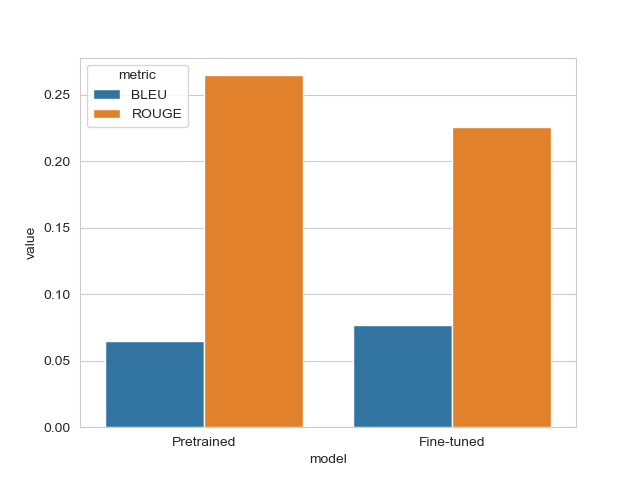 metric
BLEU
ROUGE
0.25
0.20
0.15
0.10
0.05
0.00
value
Pretrained
Fine-tuned
model